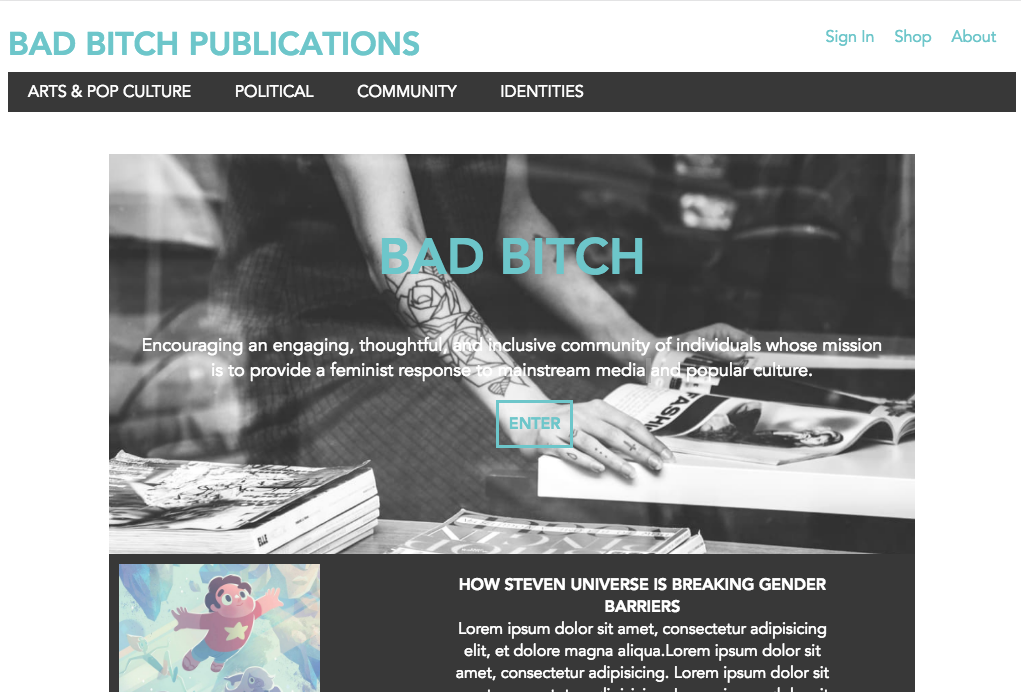 BAD BITCH PUBLICATIONS
Sign In Shop About
ARTS & POP CULTURE POLITICAL COMMUNITY IDENTITIES
BAD BITCH
Encouraging an engaging, thoughtful, and inclusive community of individuals whose mission
is to provide a feminist response to mainstream media and popular culture.
FASH
ENTER
ELLE
HOW STEVEN UNIVERSE IS BREAKING GENDER
BARRIERS
Lorem ipsum dolor sit amet, consectetur adipisicing
elit, et dolore magna aliqua.Lorem ipsum dolor sit
amet, consectetur adipisicing. Lorem ipsum dolor sit